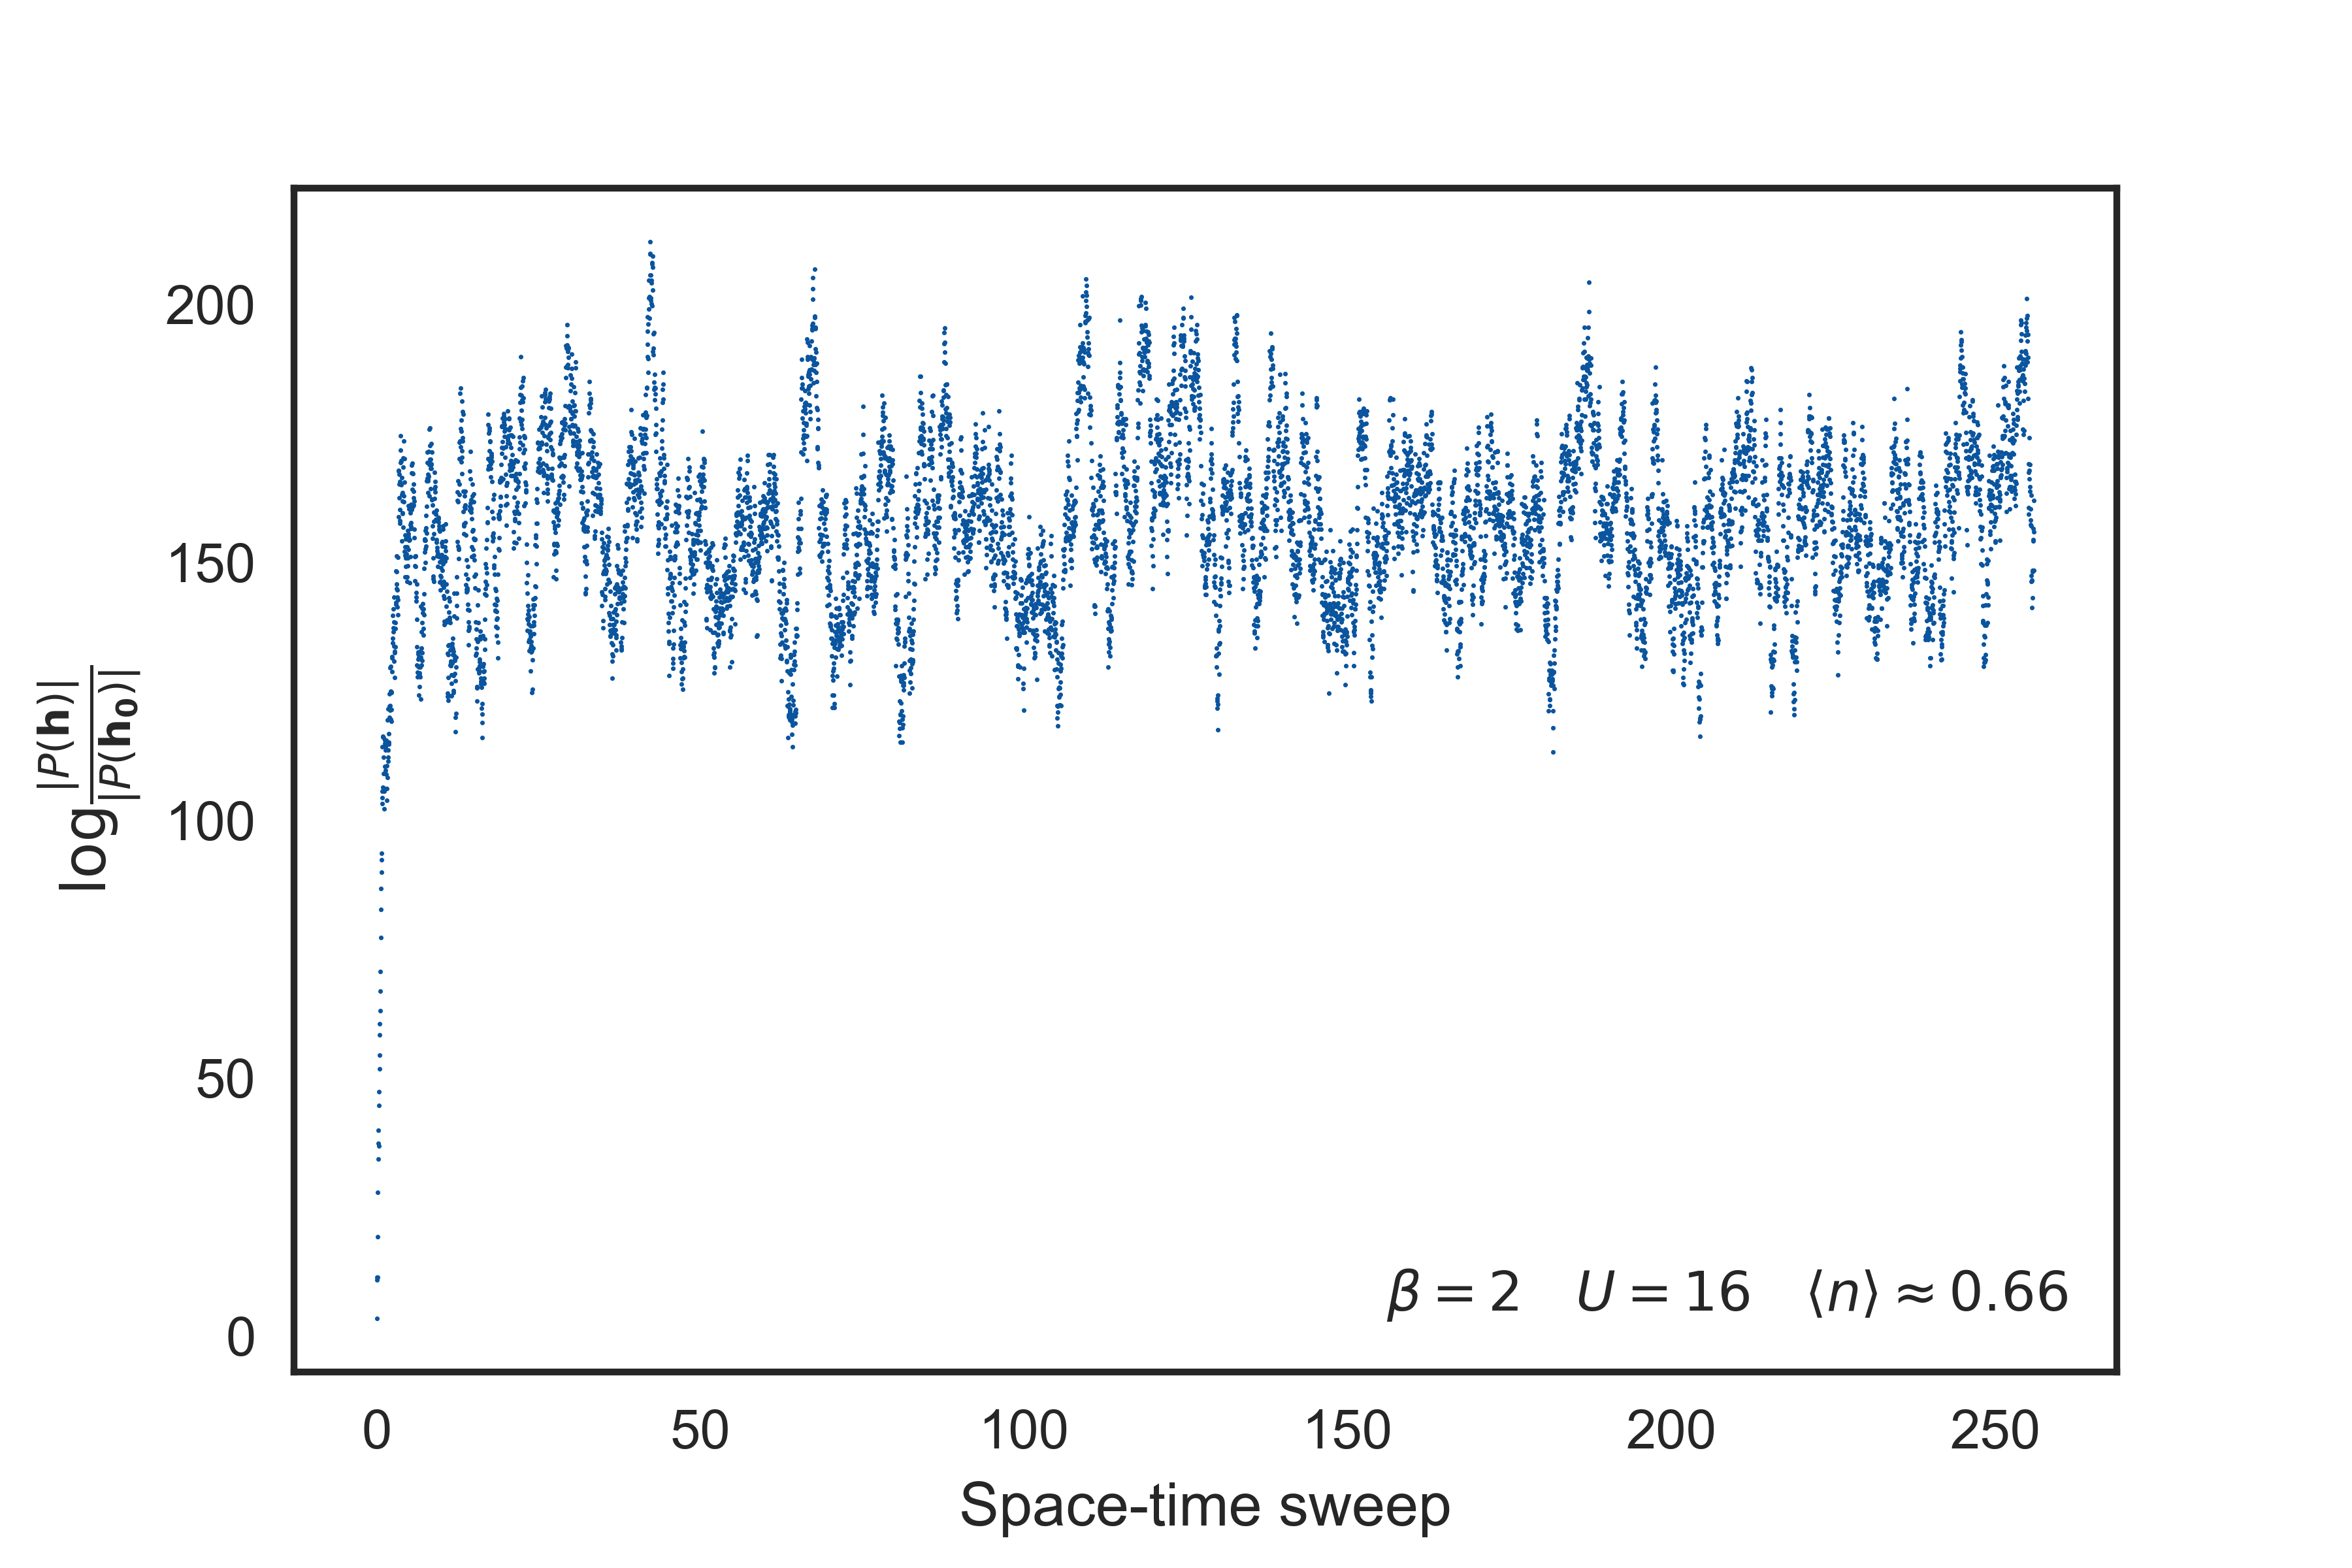 200
150
100
50
0
log |P(h)| / |P(h₀)|
β = 2 U = 16 ⟨n⟩ ≈ 0.66
0 50 100 150 200 250
Space-time sweep